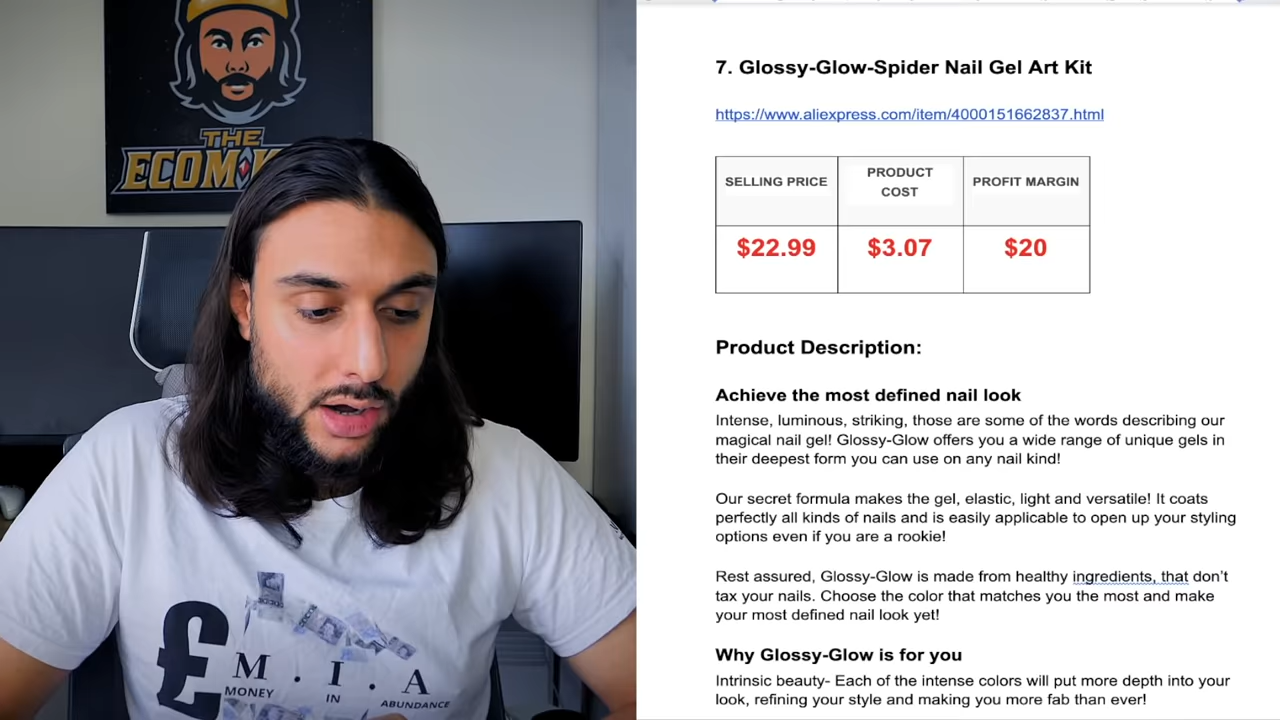 THE
ECOM
£
M . I . A
MONEY IN ABUNDANCE
7. Glossy-Glow-Spider Nail Gel Art Kit
https://www.aliexpress.com/item/4000151662837.html
SELLING PRICE
PRODUCT
COST
PROFIT MARGIN
$22.99
$3.07
$20
Product Description:
Achieve the most defined nail look
Intense, luminous, striking, those are some of the words describing our
magical nail gel! Glossy-Glow offers you a wide range of unique gels in
their deepest form you can use on any nail kind!
Our secret formula makes the gel, elastic, light and versatile! It coats
perfectly all kinds of nails and is easily applicable to open up your styling
options even if you are a rookie!
Rest assured, Glossy-Glow is made from healthy ingredients, that don’t
tax your nails. Choose the color that matches you the most and make
your most defined nail look yet!
Why Glossy-Glow is for you
Intrinsic beauty- Each of the intense colors will put more depth into your
look, refining your style and making you more fab than ever!